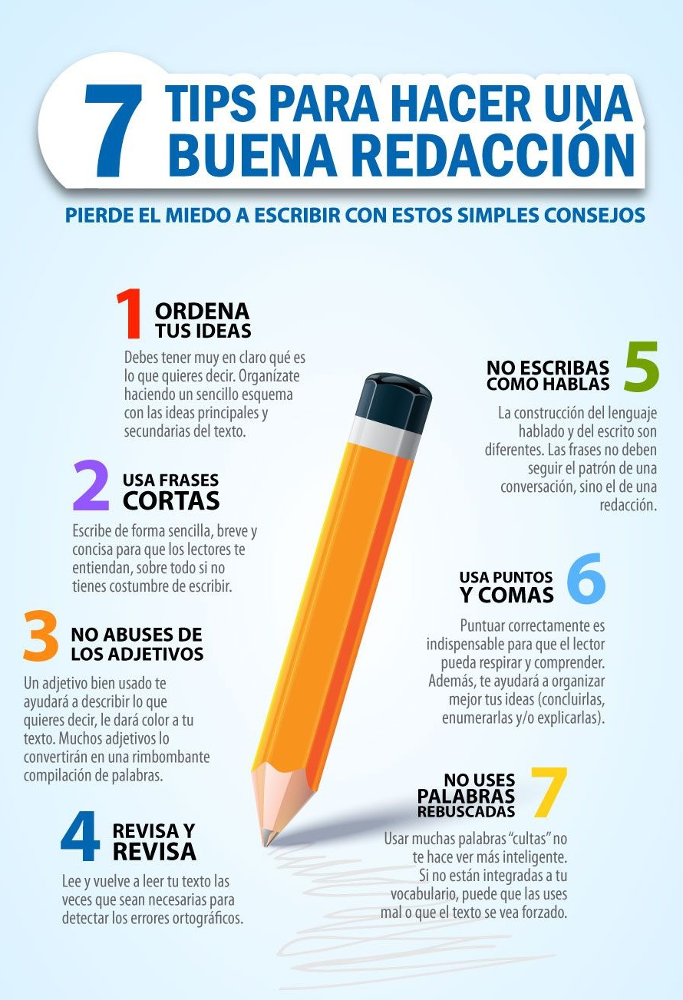 7 TIPS PARA HACER UNA
BUENA REDACCIÓN
PIERDE EL MIEDO A ESCRIBIR CON ESTOS SIMPLES CONSEJOS
1 ORDENA
TUS IDEAS
Debes tener muy en claro qué es
lo que quieres decir. Organízate
haciendo un sencillo esquema
con las ideas principales y
secundarias del texto.
2 USA FRASES
CORTAS
Escribe de forma sencilla, breve y
concisa para que los lectores te
entiendan, sobre todo si no
tienes costumbre de escribir.
3 NO ABUSES DE
LOS ADJETIVOS
Un adjetivo bien usado te
ayudará a describir lo que
quieres decir, le dará color a tu
texto. Muchos adjetivos lo
convertirán en una rimbombante
compilación de palabras.
4 REVISA Y
REVISA
Lee y vuelve a leer tu texto las
veces que sean necesarias para
detectar los errores ortográficos.
NO ESCRIBAS 5
COMO HABLAS
La construcción del lenguaje
hablado y del escrito son
diferentes. Las frases no deben
seguir el patrón de una
conversación, sino el de una
redacción.
USA PUNTOS 6
Y COMAS
Puntuar correctamente es
indispensable para que el lector
pueda respirar y comprender.
Además, te ayudará a organizar
mejor tus ideas (concluirlas,
enumerarlas y/o explicarlas).
NO USES 7
PALABRAS
REBUSCADAS
Usar muchas palabras “cultas” no
te hace ver más inteligente.
Si no están integradas a tu
vocabulario, puede que las uses
mal o que el texto se vea forzado.